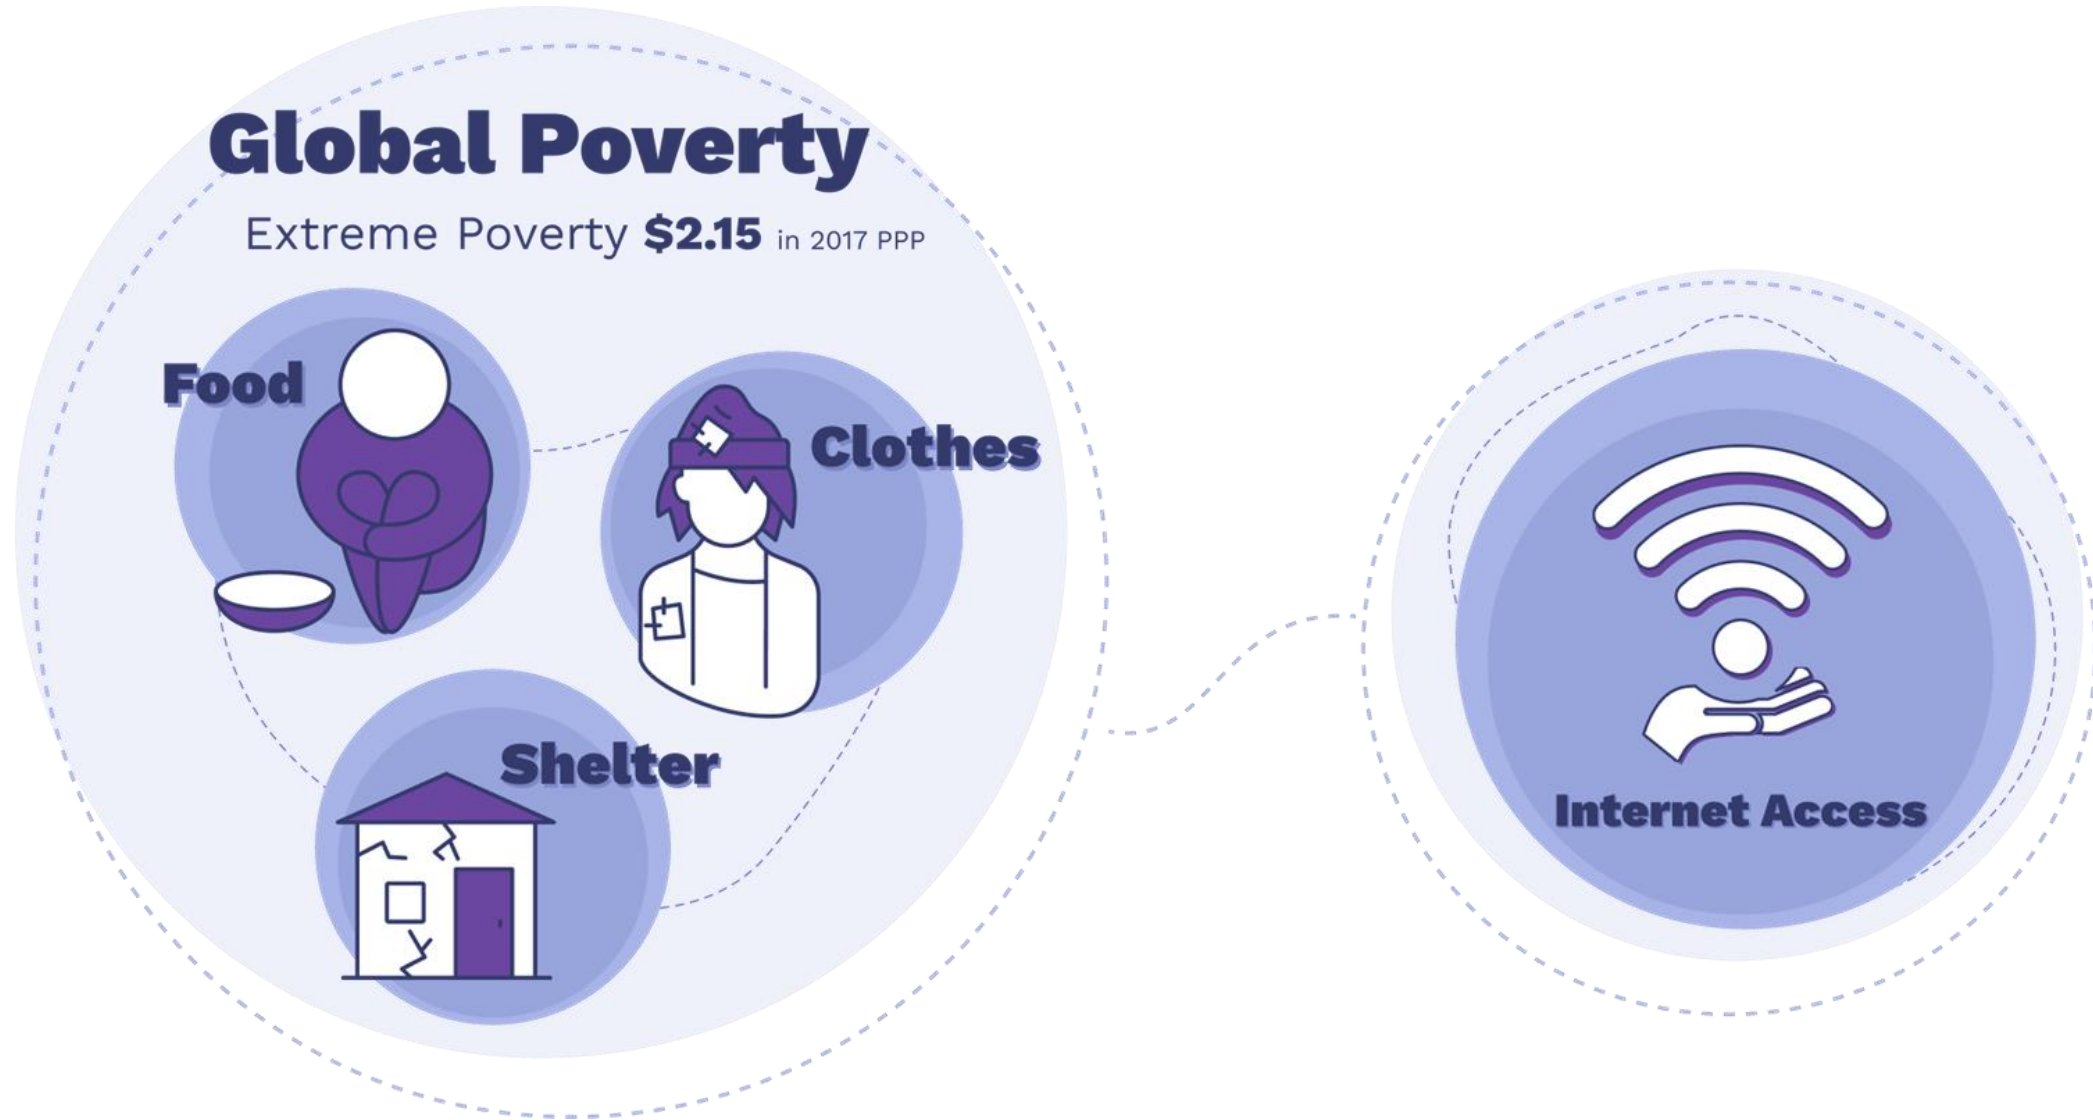 Global Poverty
Extreme Poverty $2.15 in 2017 PPP
Food
Clothes
Shelter
Internet Access